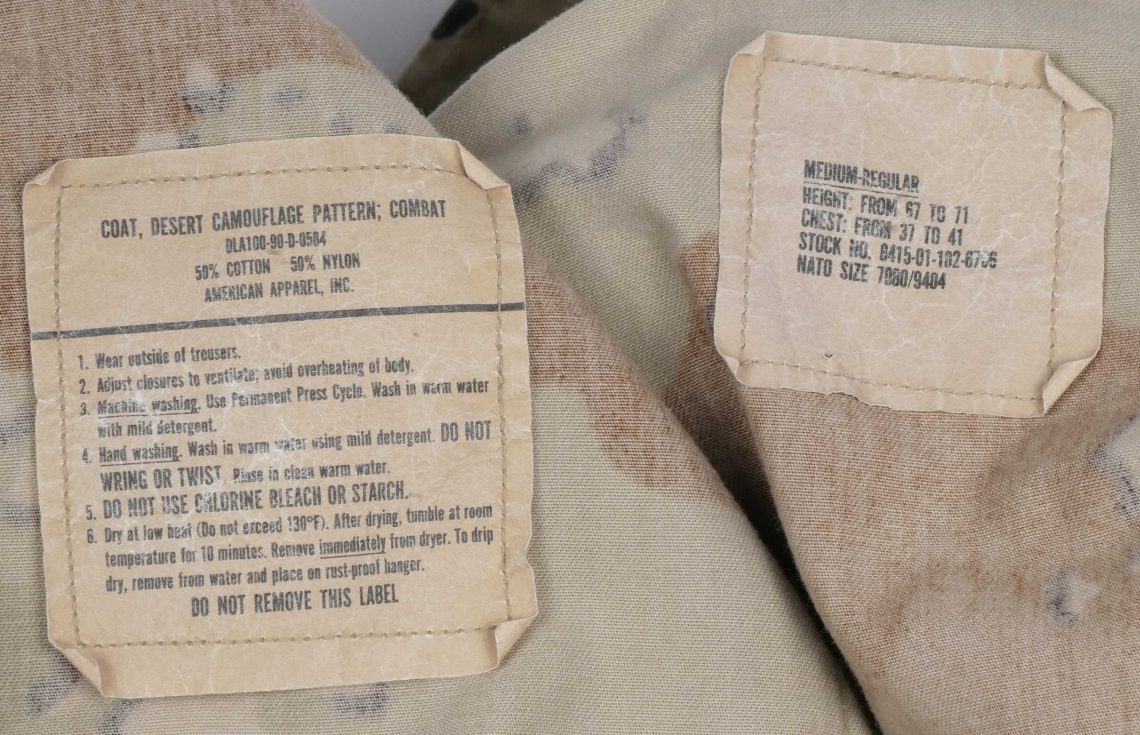 COAT, DESERT CAMOUFLAGE PATTERN; COMBAT
DLA100-90-D-0564
50% COTTON 50% NYLON
AMERICAN APPAREL, INC.
1. Wear outside of trousers.
2. Adjust closures to ventilate; avoid overheating of body.
3. Machine washing. Use Permanent Press Cycle. Wash in warm water
with mild detergent.
4. Hand washing. Wash in warm water using mild detergent. DO NOT
WRING OR TWIST. Rinse in clean warm water.
5. DO NOT USE CHLORINE BLEACH OR STARCH.
6. Dry at low heat (Do not exceed 130°F). After drying, tumble at room
temperature for 10 minutes. Remove immediately from dryer. To drip
dry, remove from water and place on rust-proof hanger.
DO NOT REMOVE THIS LABEL
MEDIUM-REGULAR
HEIGHT: FROM 67 TO 71
CHEST: FROM 37 TO 41
STOCK NO.
NATO SIZE 7080/9404